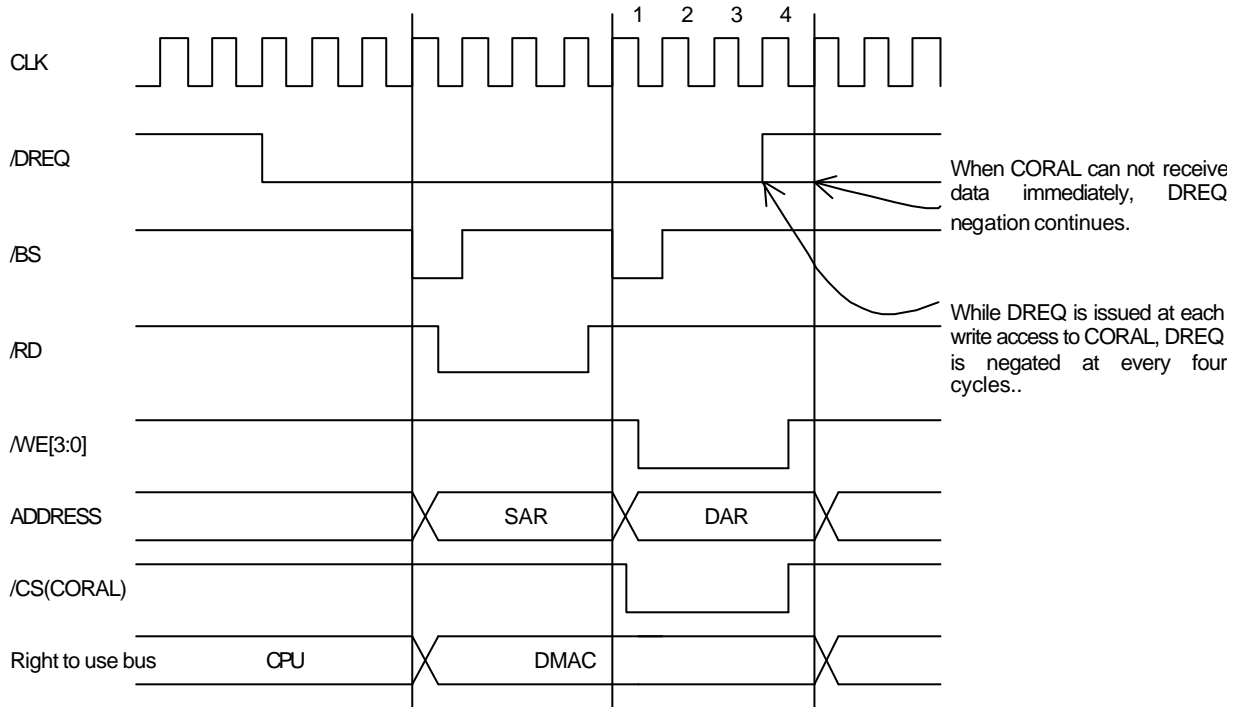 1 2 3 4
CLK
/DREQ
When CORAL can not receive
data immediately, DREQ
negation continues.
/BS
While DREQ is issued at each
write access to CORAL, DREQ
is negated at every four
cycles..
/RD
/WE[3:0]
ADDRESS SAR DAR
/CS(CORAL)
Right to use bus CPU DMAC